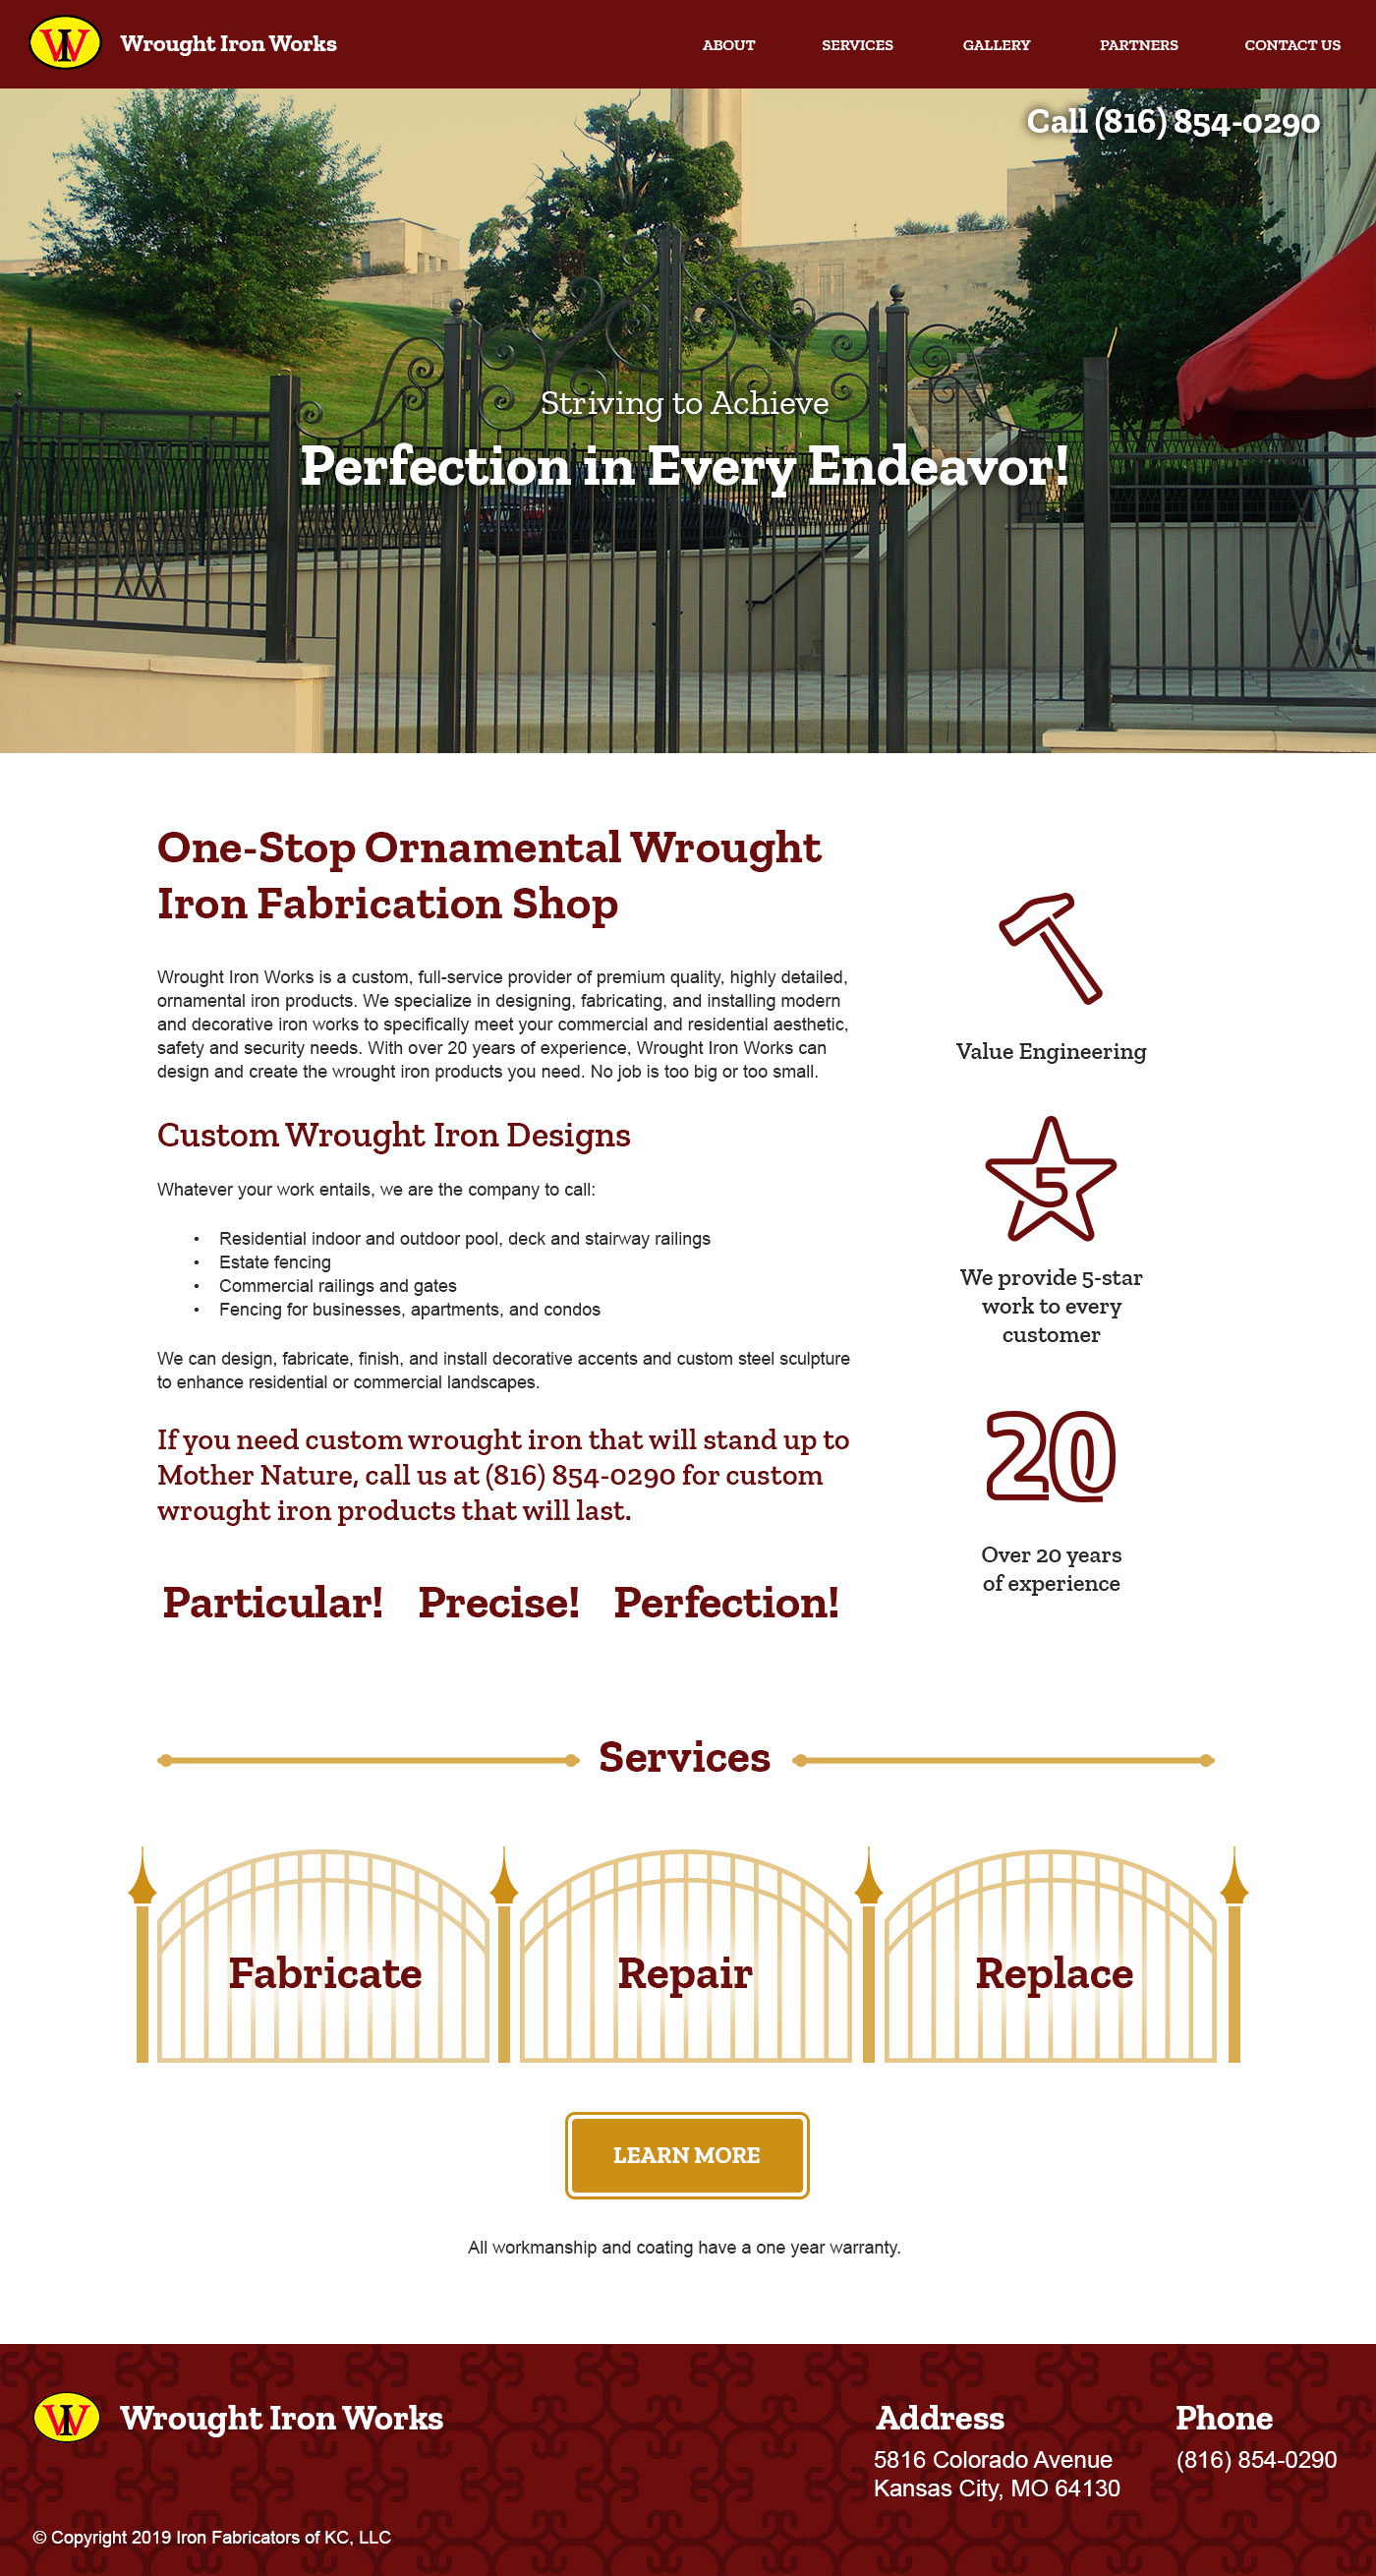 WI Wrought Iron Works
ABOUT SERVICES GALLERY PARTNERS CONTACT US
Call (816) 854-0290
Striving to Achieve
Perfection in Every Endeavor!
One-Stop Ornamental Wrought
Iron Fabrication Shop
Wrought Iron Works is a custom, full-service provider of premium quality, highly detailed,
ornamental iron products. We specialize in designing, fabricating, and installing modern
and decorative iron works to specifically meet your commercial and residential aesthetic,
safety and security needs. With over 20 years of experience, Wrought Iron Works can
design and create the wrought iron products you need. No job is too big or too small.
Custom Wrought Iron Designs
Whatever your work entails, we are the company to call:
• Residential indoor and outdoor pool, deck and stairway railings
• Estate fencing
• Commercial railings and gates
• Fencing for businesses, apartments, and condos
We can design, fabricate, finish, and install decorative accents and custom steel sculpture
to enhance residential or commercial landscapes.
If you need custom wrought iron that will stand up to
Mother Nature, call us at (816) 854-0290 for custom
wrought iron products that will last.
Particular! Precise! Perfection!
Value Engineering
5
We provide 5-star
work to every
customer
20
Over 20 years
of experience
Services
Fabricate Repair Replace
LEARN MORE
All workmanship and coating have a one year warranty.
WI Wrought Iron Works
Address
5816 Colorado Avenue
Kansas City, MO 64130
Phone
(816) 854-0290
© Copyright 2019 Iron Fabricators of KC, LLC